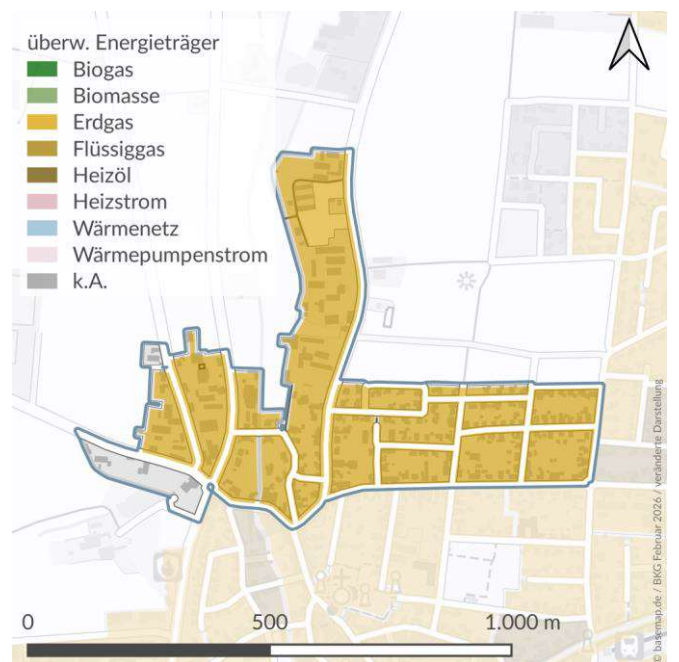 überw. Energieträger
Biogas
Biomasse
Erdgas
Flüssiggas
Heizöl
Heizstrom
Wärmenetz
Wärmepumpenstrom
k.A.
0 500 1.000 m
© basemap.de / BKG Februar 2026 / veränderte Darstellung